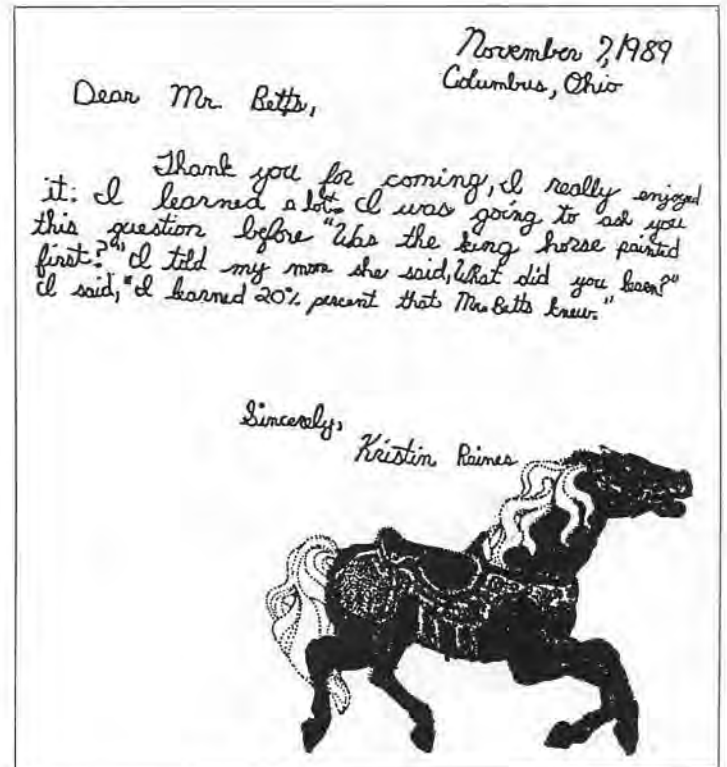 November 7, 1989
Columbus, Ohio
Dear Mr. Betts,
Thank you for coming, I really enjoyed
it. I learned a lot. I was going to ask you
this question before "Was the king horse painted
first?" I told my mom she said, What did you learn?"
I said, "I learned 20% percent that Mr. Betts knew."
Sincerely,
Kristin Raines